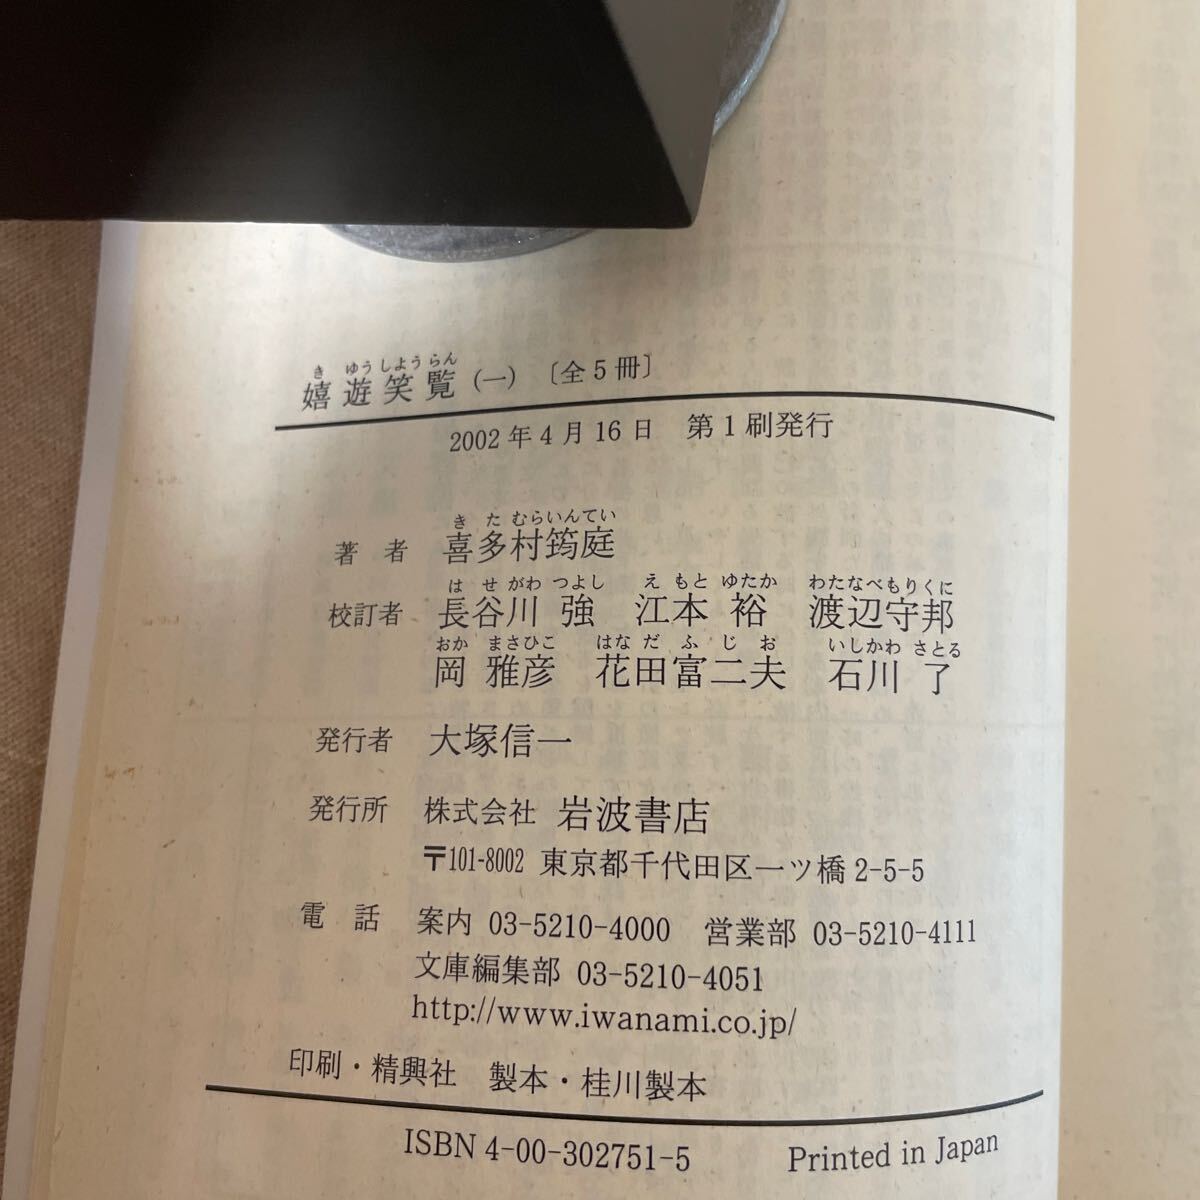 き ゆうしようらん
嬉遊笑覧 (一) 〔全5冊〕
2002年4月16日 第1刷発行
き た むらいんてい
著者 喜多村筠庭
は せ がわ つよし え もと ゆたか わたなべもりくに
校訂者 長谷川 強 江本 裕 渡辺守邦
おか まさひこ はな だ ふ じ お いしかわ さとる
岡 雅彦 花田富二夫 石川 了
発行者 大塚信一
発行所 株式会社 岩波書店
〒101-8002 東京都千代田区一ツ橋2-5-5
電話 案内 03-5210-4000 営業部 03-5210-4111
文庫編集部 03-5210-4051
http://www.iwanami.co.jp/
印刷・精興社 製本・桂川製本
ISBN 4-00-302751-5 Printed in Japan